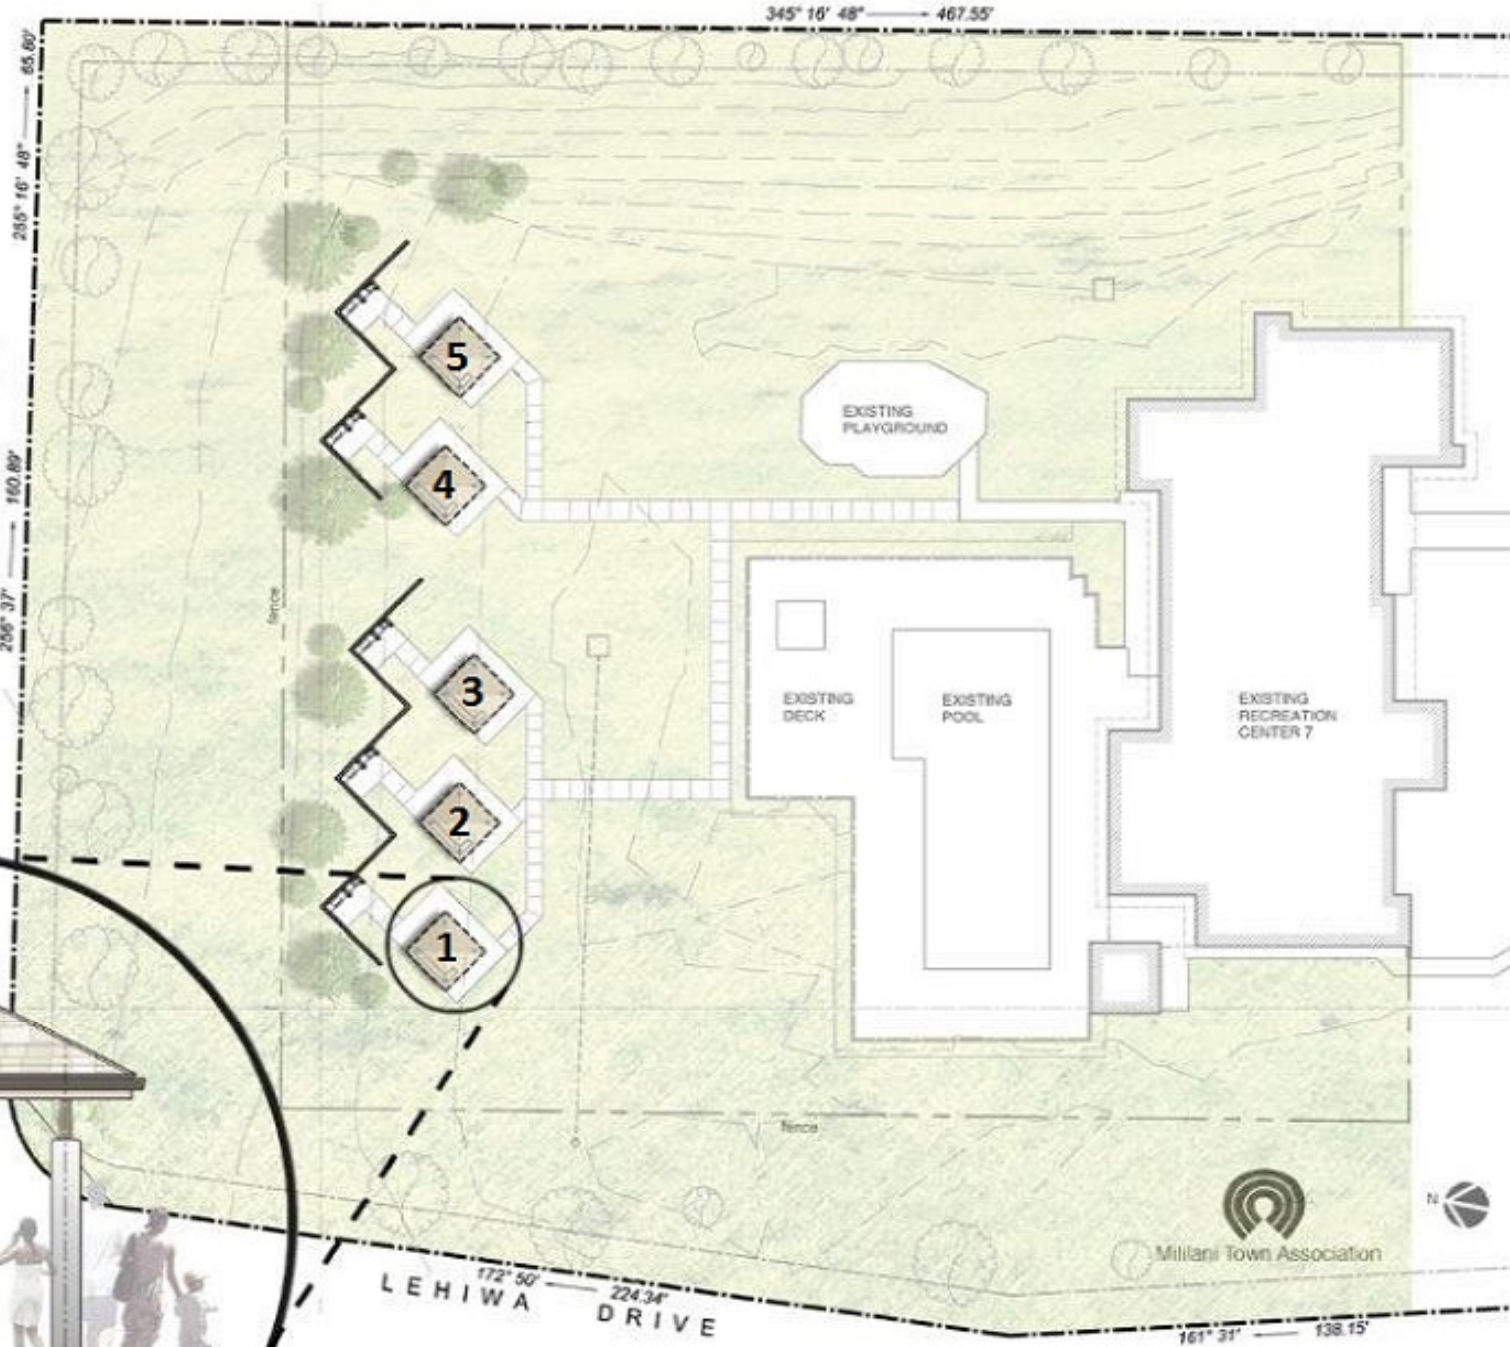 345° 16' 48" 467.55'
65.80'
255° 16' 48"
160.89'
256° 37'
5
4
EXISTING
PLAYGROUND
fence
3
EXISTING
DECK
EXISTING
POOL
EXISTING
RECREATION
CENTER 7
2
1
fence
N
Mililani Town Association
172° 50' 224.34'
LEHIWA DRIVE
161° 31' 138.15'